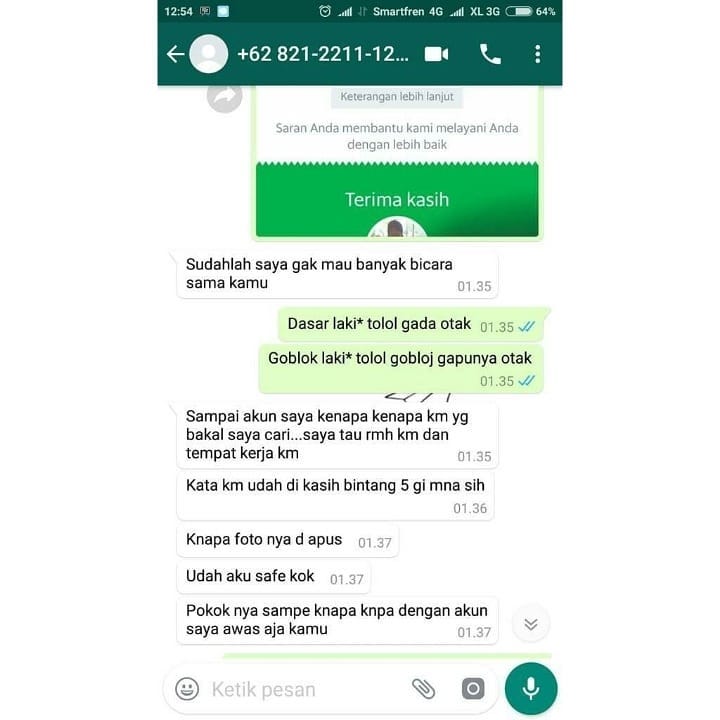 12:54 Smartfren 4G XL 3G 64%
+62 821-2211-12...
Keterangan lebih lanjut
Saran Anda membantu kami melayani Anda
dengan lebih baik
Terima kasih
Sudahlah saya gak mau banyak bicara
sama kamu
01.35
Dasar laki* tolol gada otak 01.35
Goblok laki* tolol gobloj gapunya otak
01.35
Sampai akun saya kenapa kenapa km yg
bakal saya cari...saya tau rmh km dan
tempat kerja km
01.35
Kata km udah di kasih bintang 5 gi mna sih
01.36
Knapa foto nya d apus 01.37
Udah aku safe kok 01.37
Pokok nya sampe knapa knpa dengan akun
saya awas aja kamu
01.37
Ketik pesan